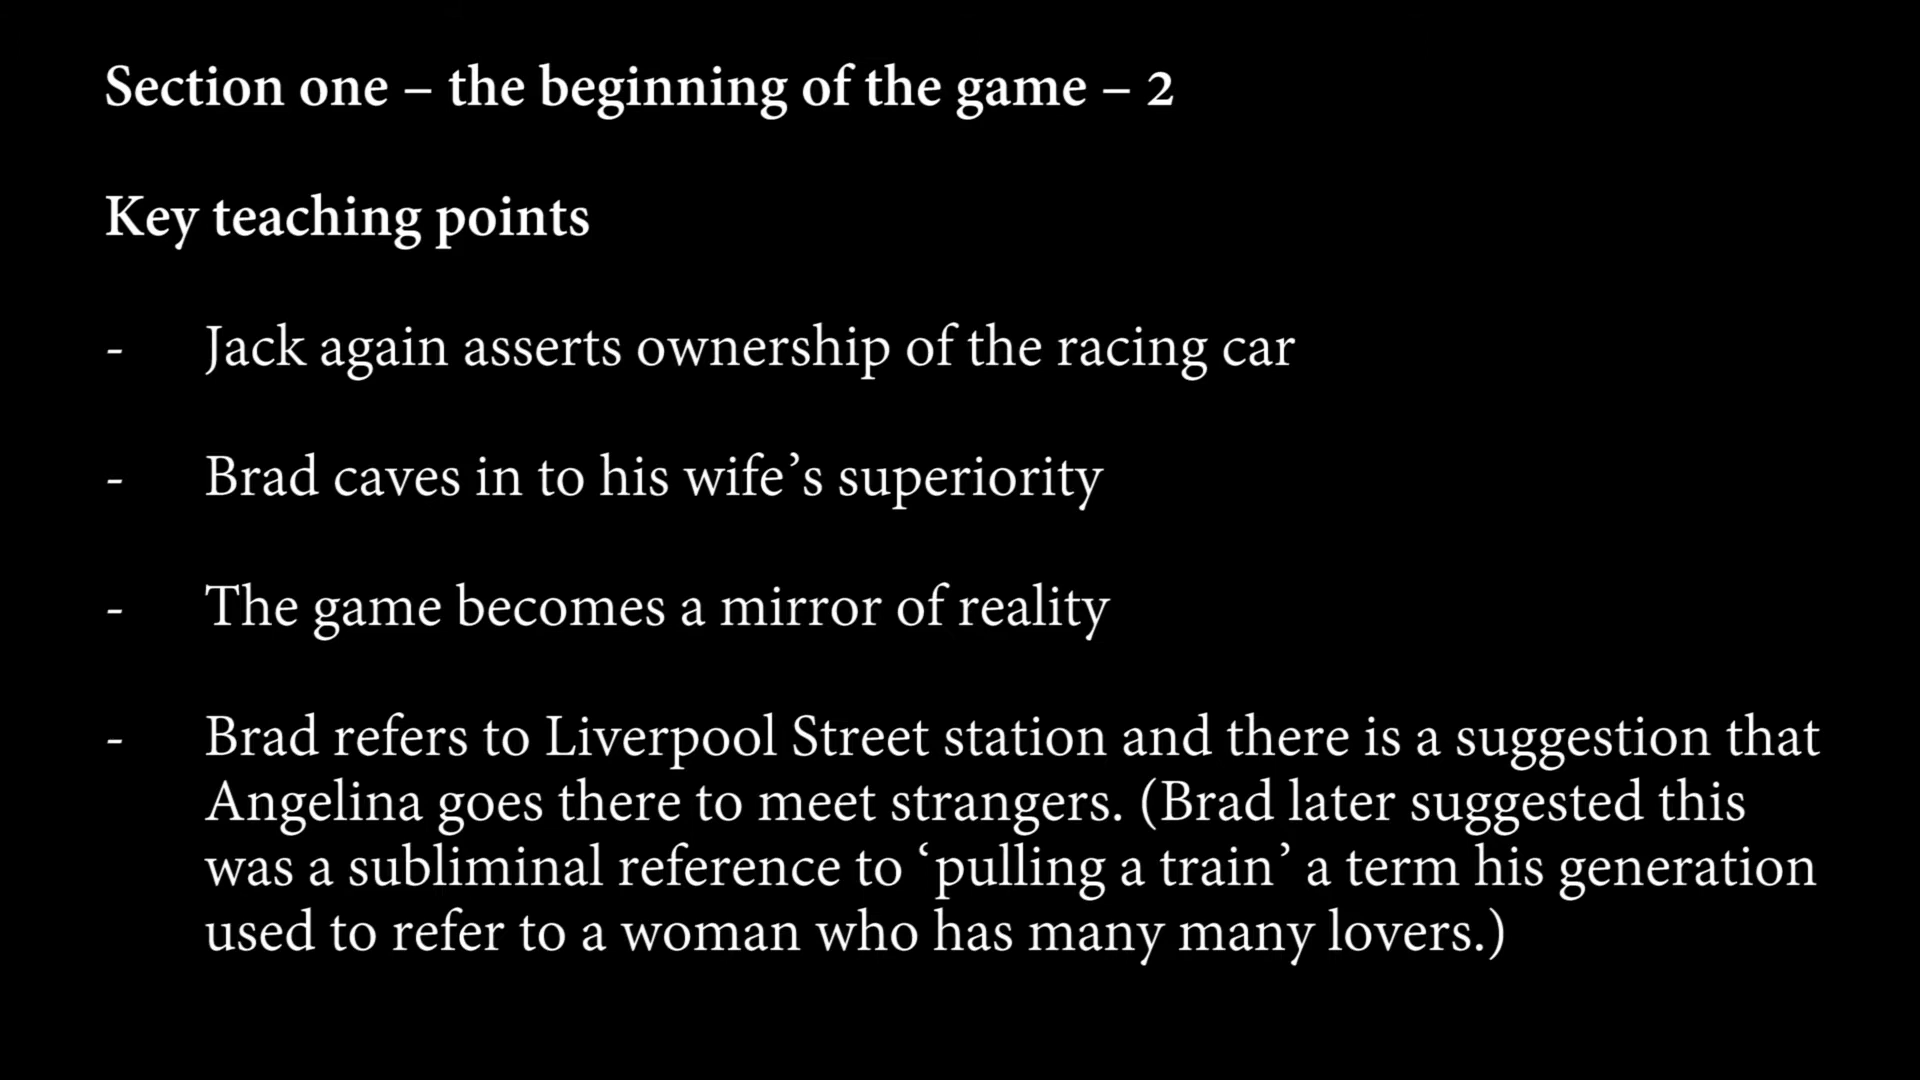 Section one – the beginning of the game – 2
Key teaching points
- Jack again asserts ownership of the racing car
- Brad caves in to his wife’s superiority
- The game becomes a mirror of reality
- Brad refers to Liverpool Street station and there is a suggestion that
Angelina goes there to meet strangers. (Brad later suggested this
was a subliminal reference to ‘pulling a train’ a term his generation
used to refer to a woman who has many many lovers.)